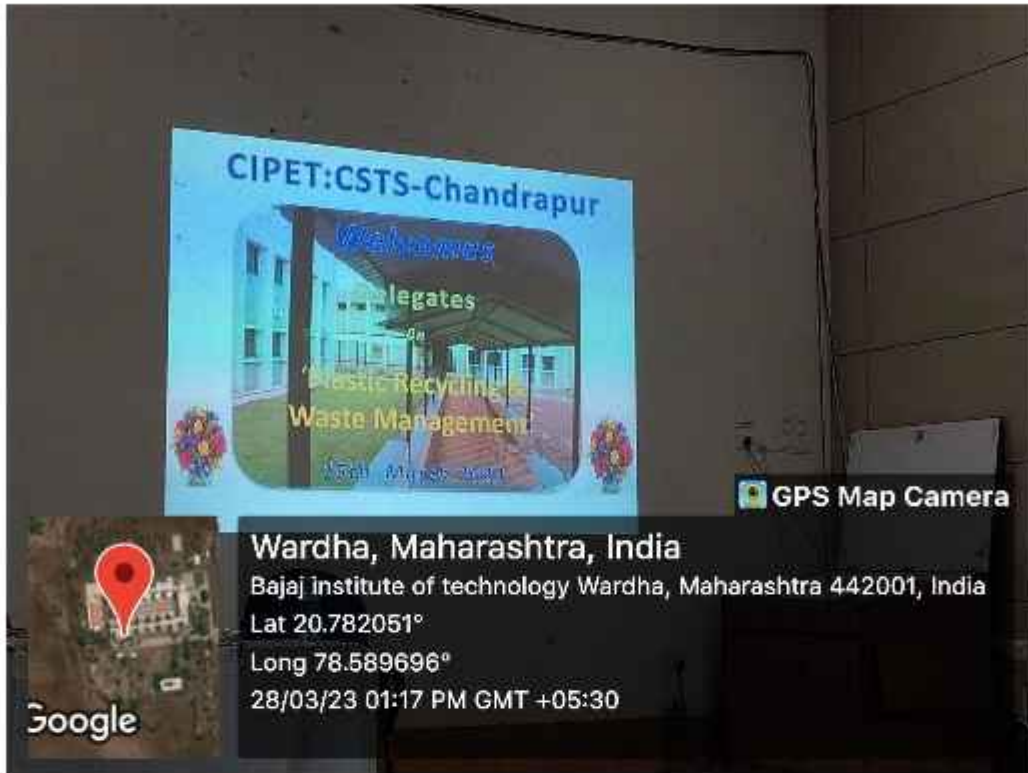 CIPET:CSTS-Chandrapur
Welcomes
Delegates
on
'Plastic Recycling &
Waste Management'
March
GPS Map Camera
Wardha, Maharashtra, India
Bajaj institute of technology Wardha, Maharashtra 442001, India
Lat 20.782051°
Long 78.589696°
28/03/23 01:17 PM GMT +05:30
Google